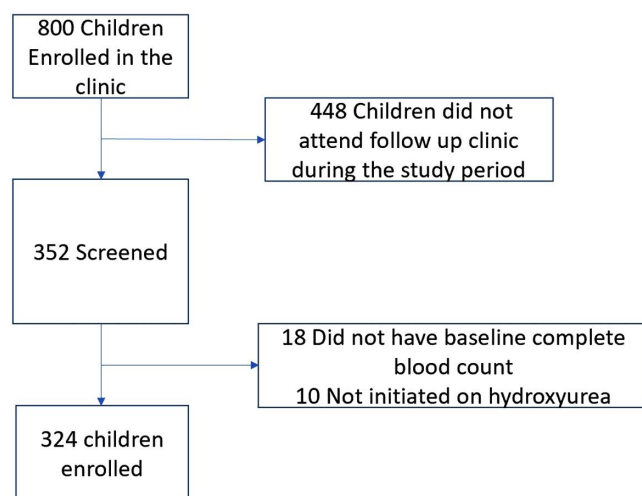 800 Children
Enrolled in the
clinic
448 Children did not
attend follow up clinic
during the study period
352 Screened
18 Did not have baseline complete
blood count
10 Not initiated on hydroxyurea
324 children
enrolled